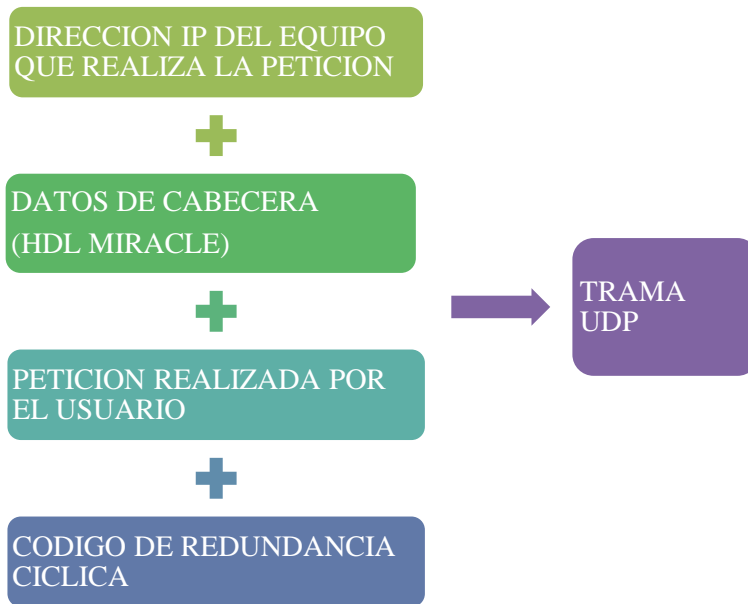 DIRECCION IP DEL EQUIPO
QUE REALIZA LA PETICION
DATOS DE CABECERA
(HDL MIRACLE)
PETICION REALIZADA POR
EL USUARIO
CODIGO DE REDUNDANCIA
CICLICA
TRAMA
UDP